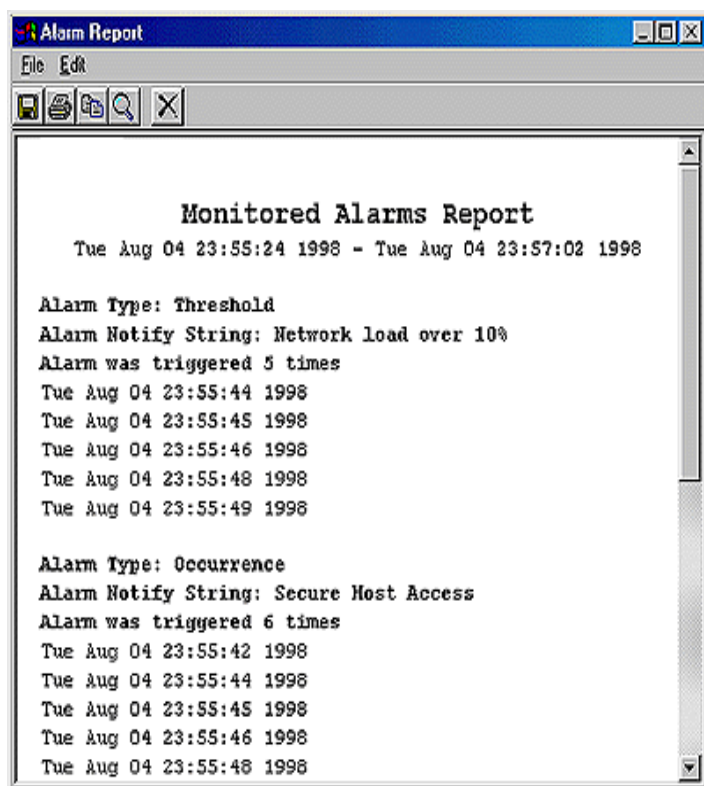 Alarm Report
File Edit
Monitored Alarms Report
Tue Aug 04 23:55:24 1998 - Tue Aug 04 23:57:02 1998
Alarm Type: Threshold
Alarm Notify String: Network load over 10%
Alarm was triggered 5 times
Tue Aug 04 23:55:44 1998
Tue Aug 04 23:55:45 1998
Tue Aug 04 23:55:46 1998
Tue Aug 04 23:55:48 1998
Tue Aug 04 23:55:49 1998
Alarm Type: Occurrence
Alarm Notify String: Secure Host Access
Alarm was triggered 6 times
Tue Aug 04 23:55:42 1998
Tue Aug 04 23:55:44 1998
Tue Aug 04 23:55:45 1998
Tue Aug 04 23:55:46 1998
Tue Aug 04 23:55:48 1998